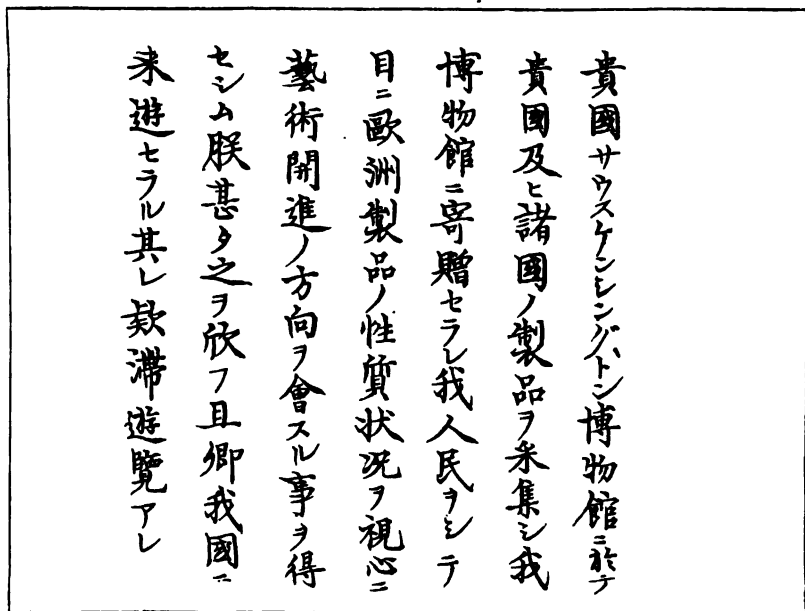 貴國サウスケンシングトン博物館ニ於テ
貴國及ヒ諸國ノ製品ヲ采集シ我
博物館ニ寄贈セラレ我人民ヲシテ
目ニ歐洲製品ノ性質状况ヲ視心ニ
藝術開進ノ方向ヲ會スル事ヲ得
セシム朕甚タ之ヲ欣フ且卿我國ニ
来遊セラル其レ欵滞遊覽アレ